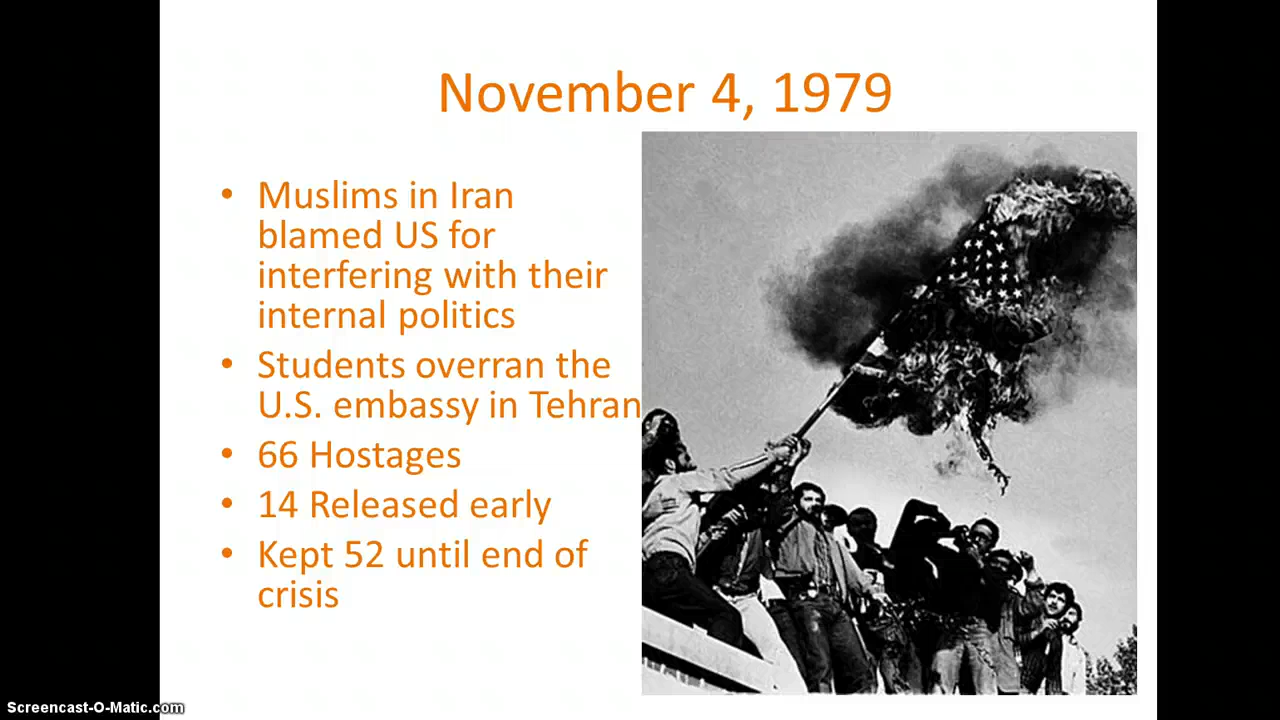 November 4, 1979
• Muslims in Iran
blamed US for
interfering with their
internal politics
• Students overran the
U.S. embassy in Tehran
• 66 Hostages
• 14 Released early
• Kept 52 until end of
crisis
Screencast-O-Matic.com